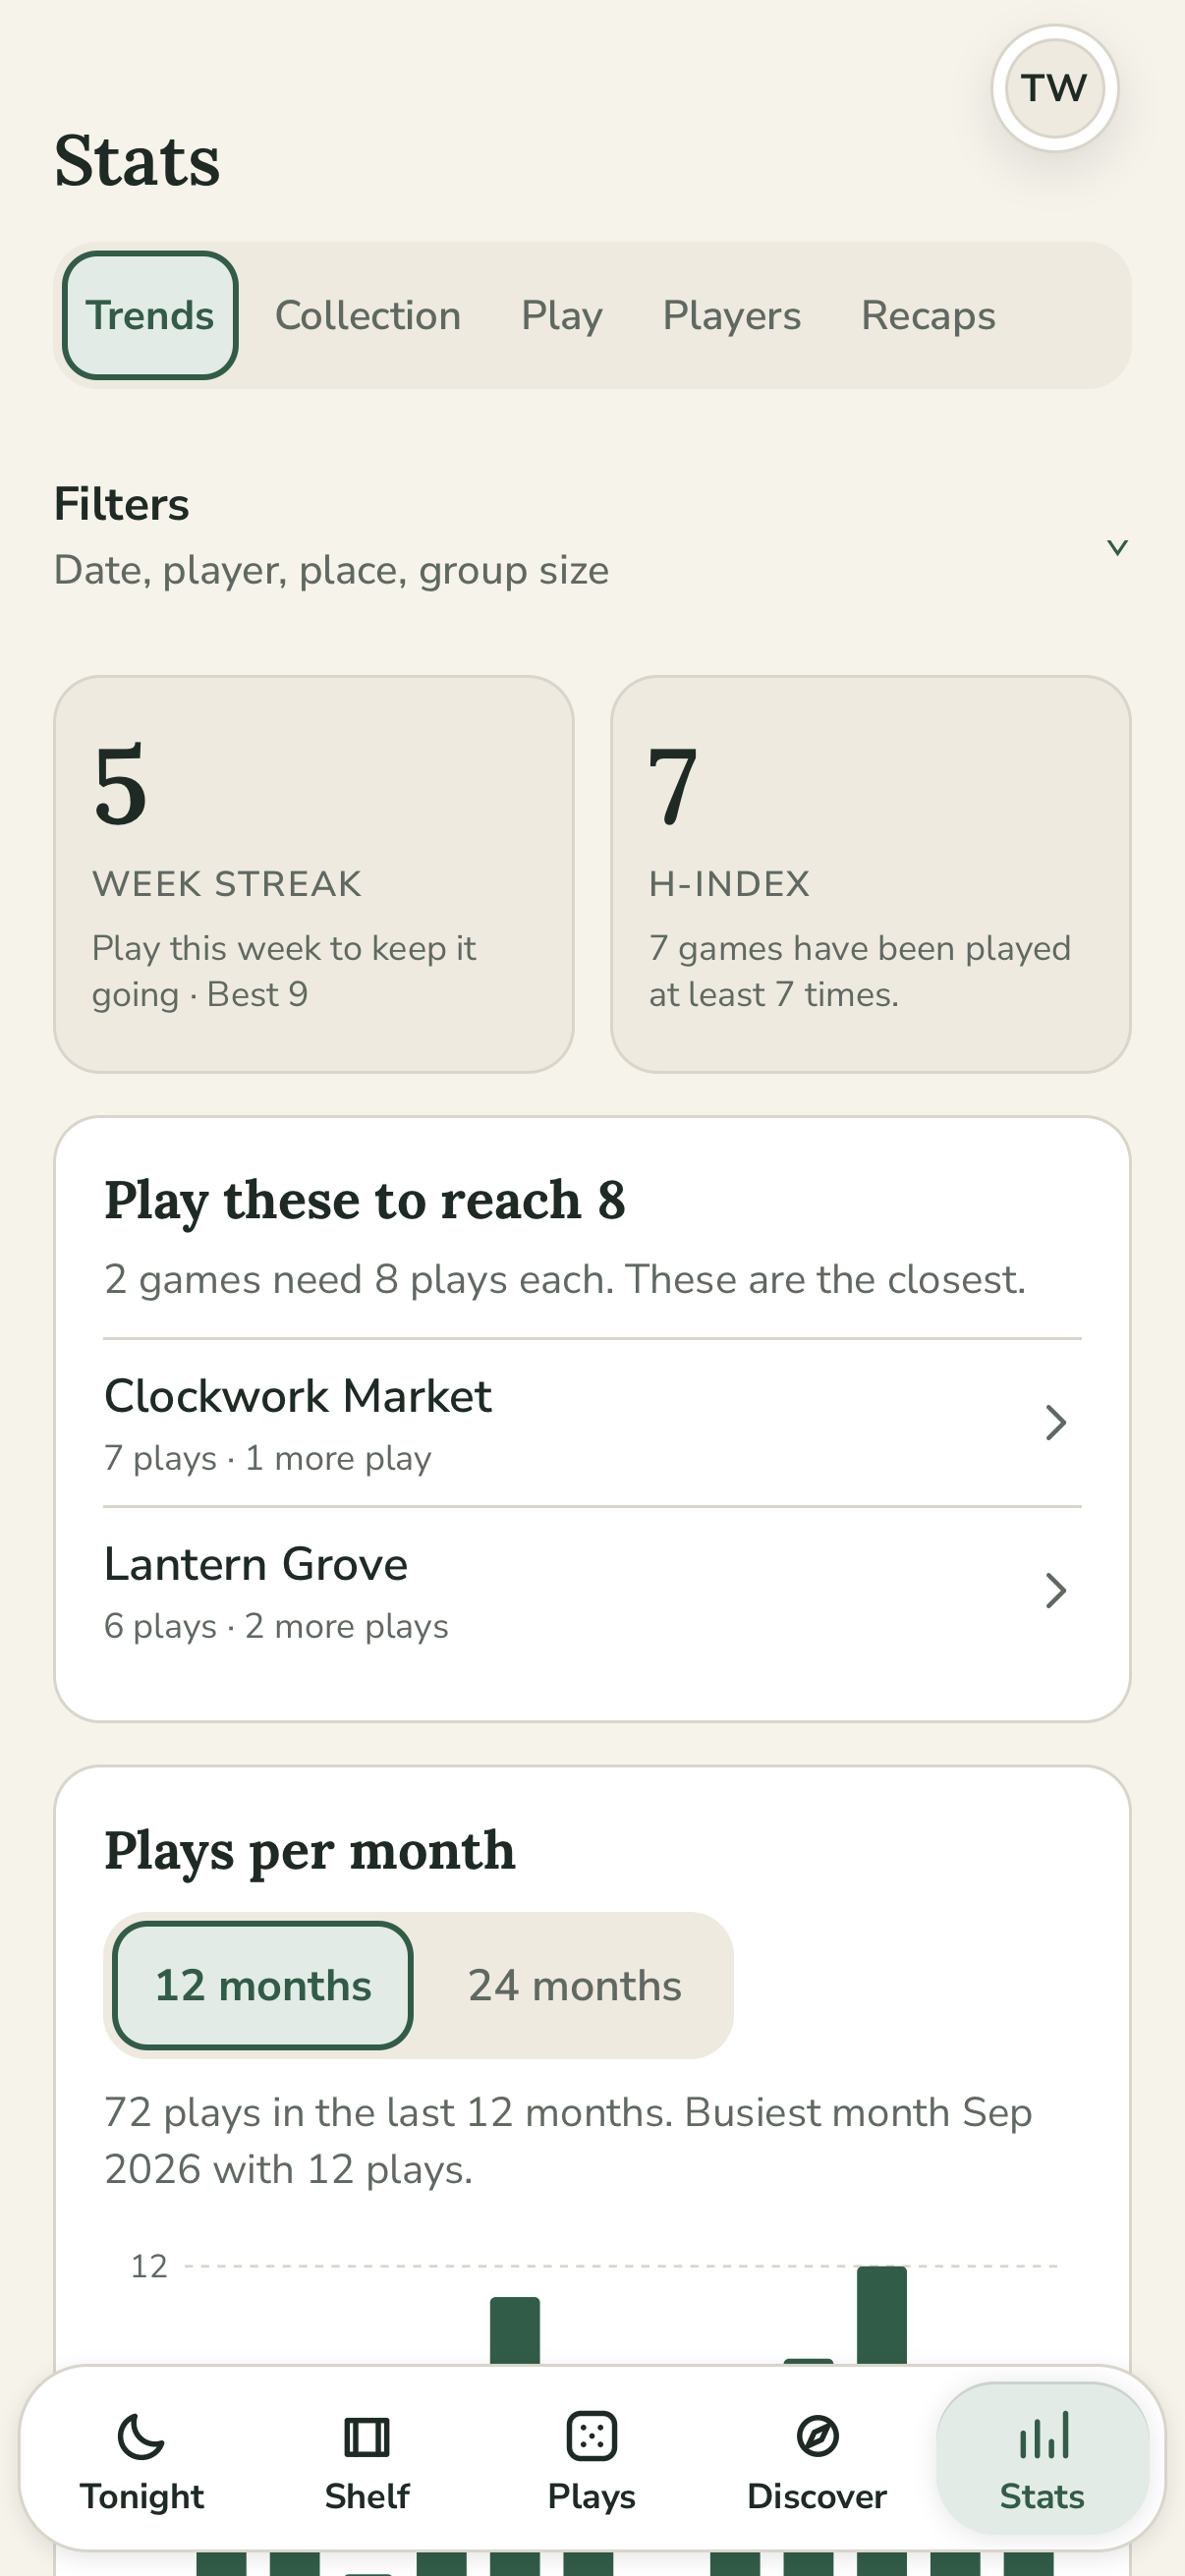 TW
Stats
Trends Collection Play Players Recaps
Filters
Date, player, place, group size
5
WEEK STREAK
Play this week to keep it
going · Best 9
7
H-INDEX
7 games have been played
at least 7 times.
Play these to reach 8
2 games need 8 plays each. These are the closest.
Clockwork Market
7 plays · 1 more play
Lantern Grove
6 plays · 2 more plays
Plays per month
12 months 24 months
72 plays in the last 12 months. Busiest month Sep
2026 with 12 plays.
12
Tonight Shelf Plays Discover Stats